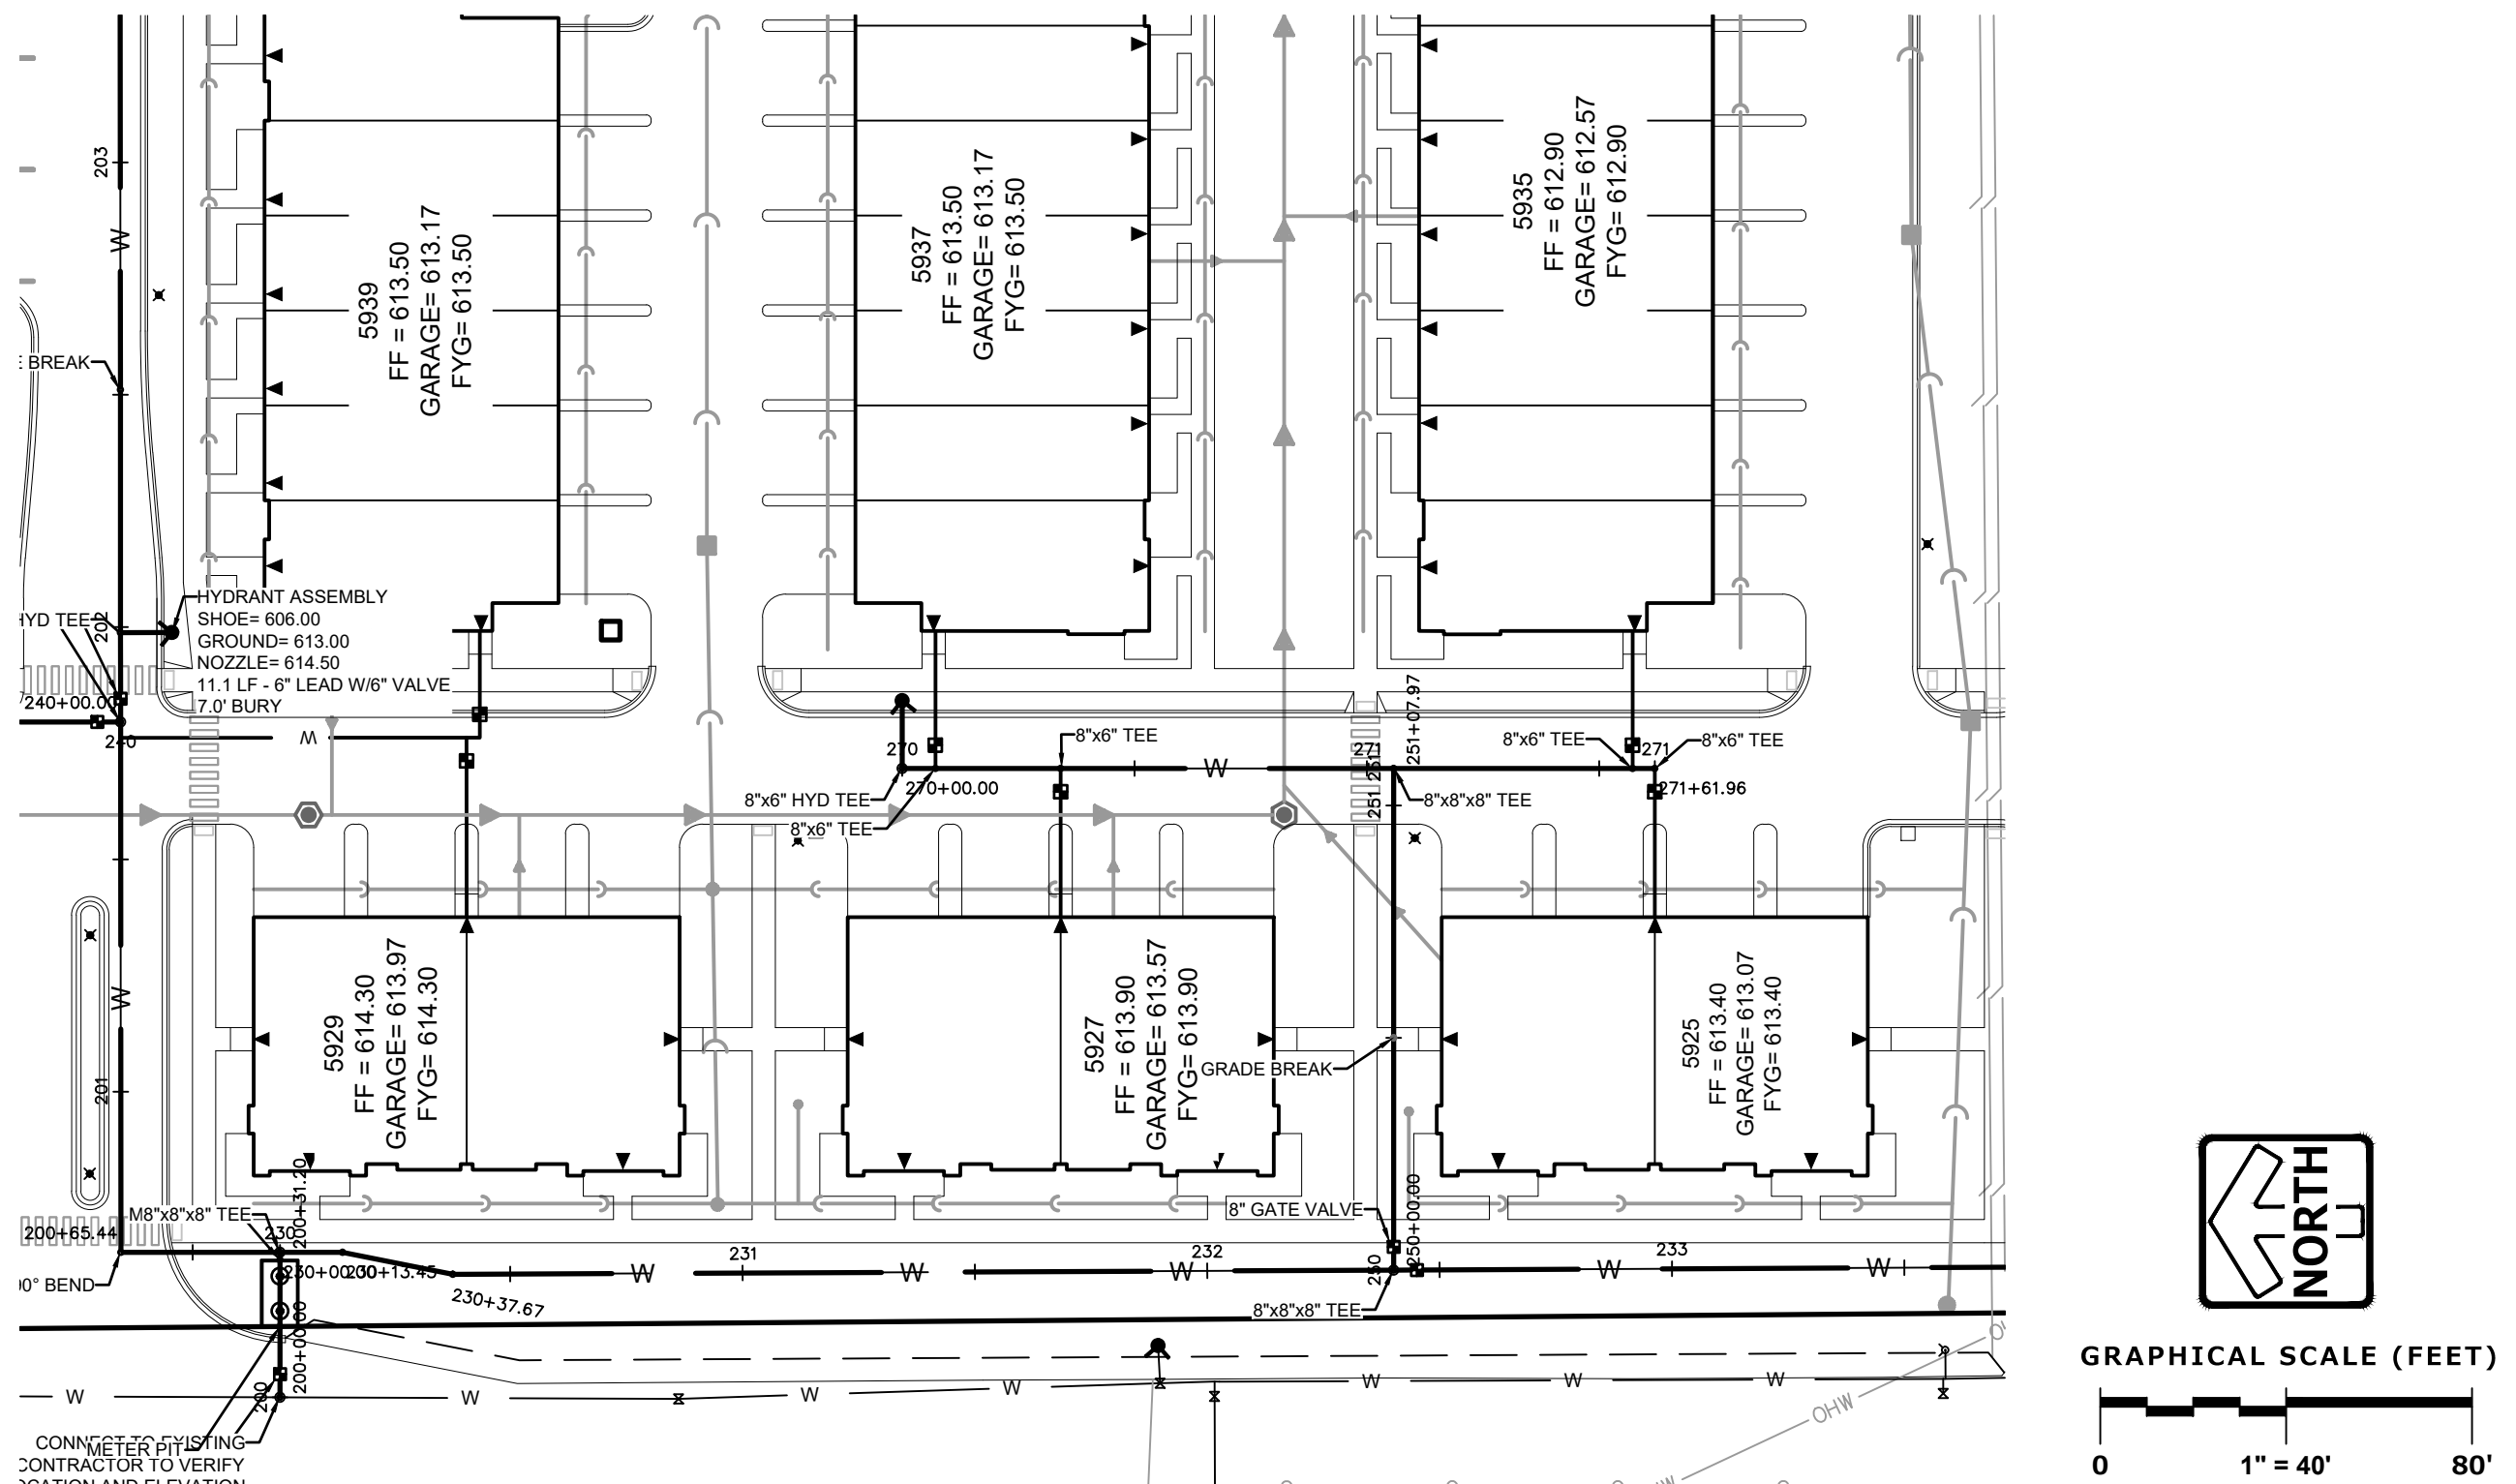 203
W
5939
FF = 613.50
GARAGE= 613.17
FYG= 613.50
5937
FF = 613.50
GARAGE= 613.17
FYG= 613.50
5935
FF = 612.90
GARAGE= 612.57
FYG= 612.90
BREAK
HYDRANT ASSEMBLY
SHOE= 606.00
GROUND= 613.00
NOZZLE= 614.50
11.1 LF - 6" LEAD W/6" VALVE
7.0' BURY
HYD TEE
202
240+00.00
240
W
270
8"x6" TEE
271
251
251+07.97
8"x6" TEE
271
8"x6" TEE
W
270+00.00
271+61.96
8"x6" HYD TEE
8"x6" TEE
251
8"x8"x8" TEE
W
201
5929
FF = 614.30
GARAGE= 613.97
FYG= 614.30
5927
FF = 613.90
GARAGE= 613.57
FYG= 613.90
GRADE BREAK
5925
FF = 613.40
GARAGE= 613.07
FYG= 613.40
NORTH
M8"x8"x8" TEE
200+31.20
8" GATE VALVE
250+00.00
200+65.44
230
231
232
233
BEND
230+00.00
230+13.45
W
W
W
W
W
250
230+37.67
8"x8"x8" TEE
200+00.00
200
W
W
W
W
W
W
W
OHW
GRAPHICAL SCALE (FEET)
0
1" = 40'
80'
CONNECT TO EXISTING
METER PIT
CONTRACTOR TO VERIFY